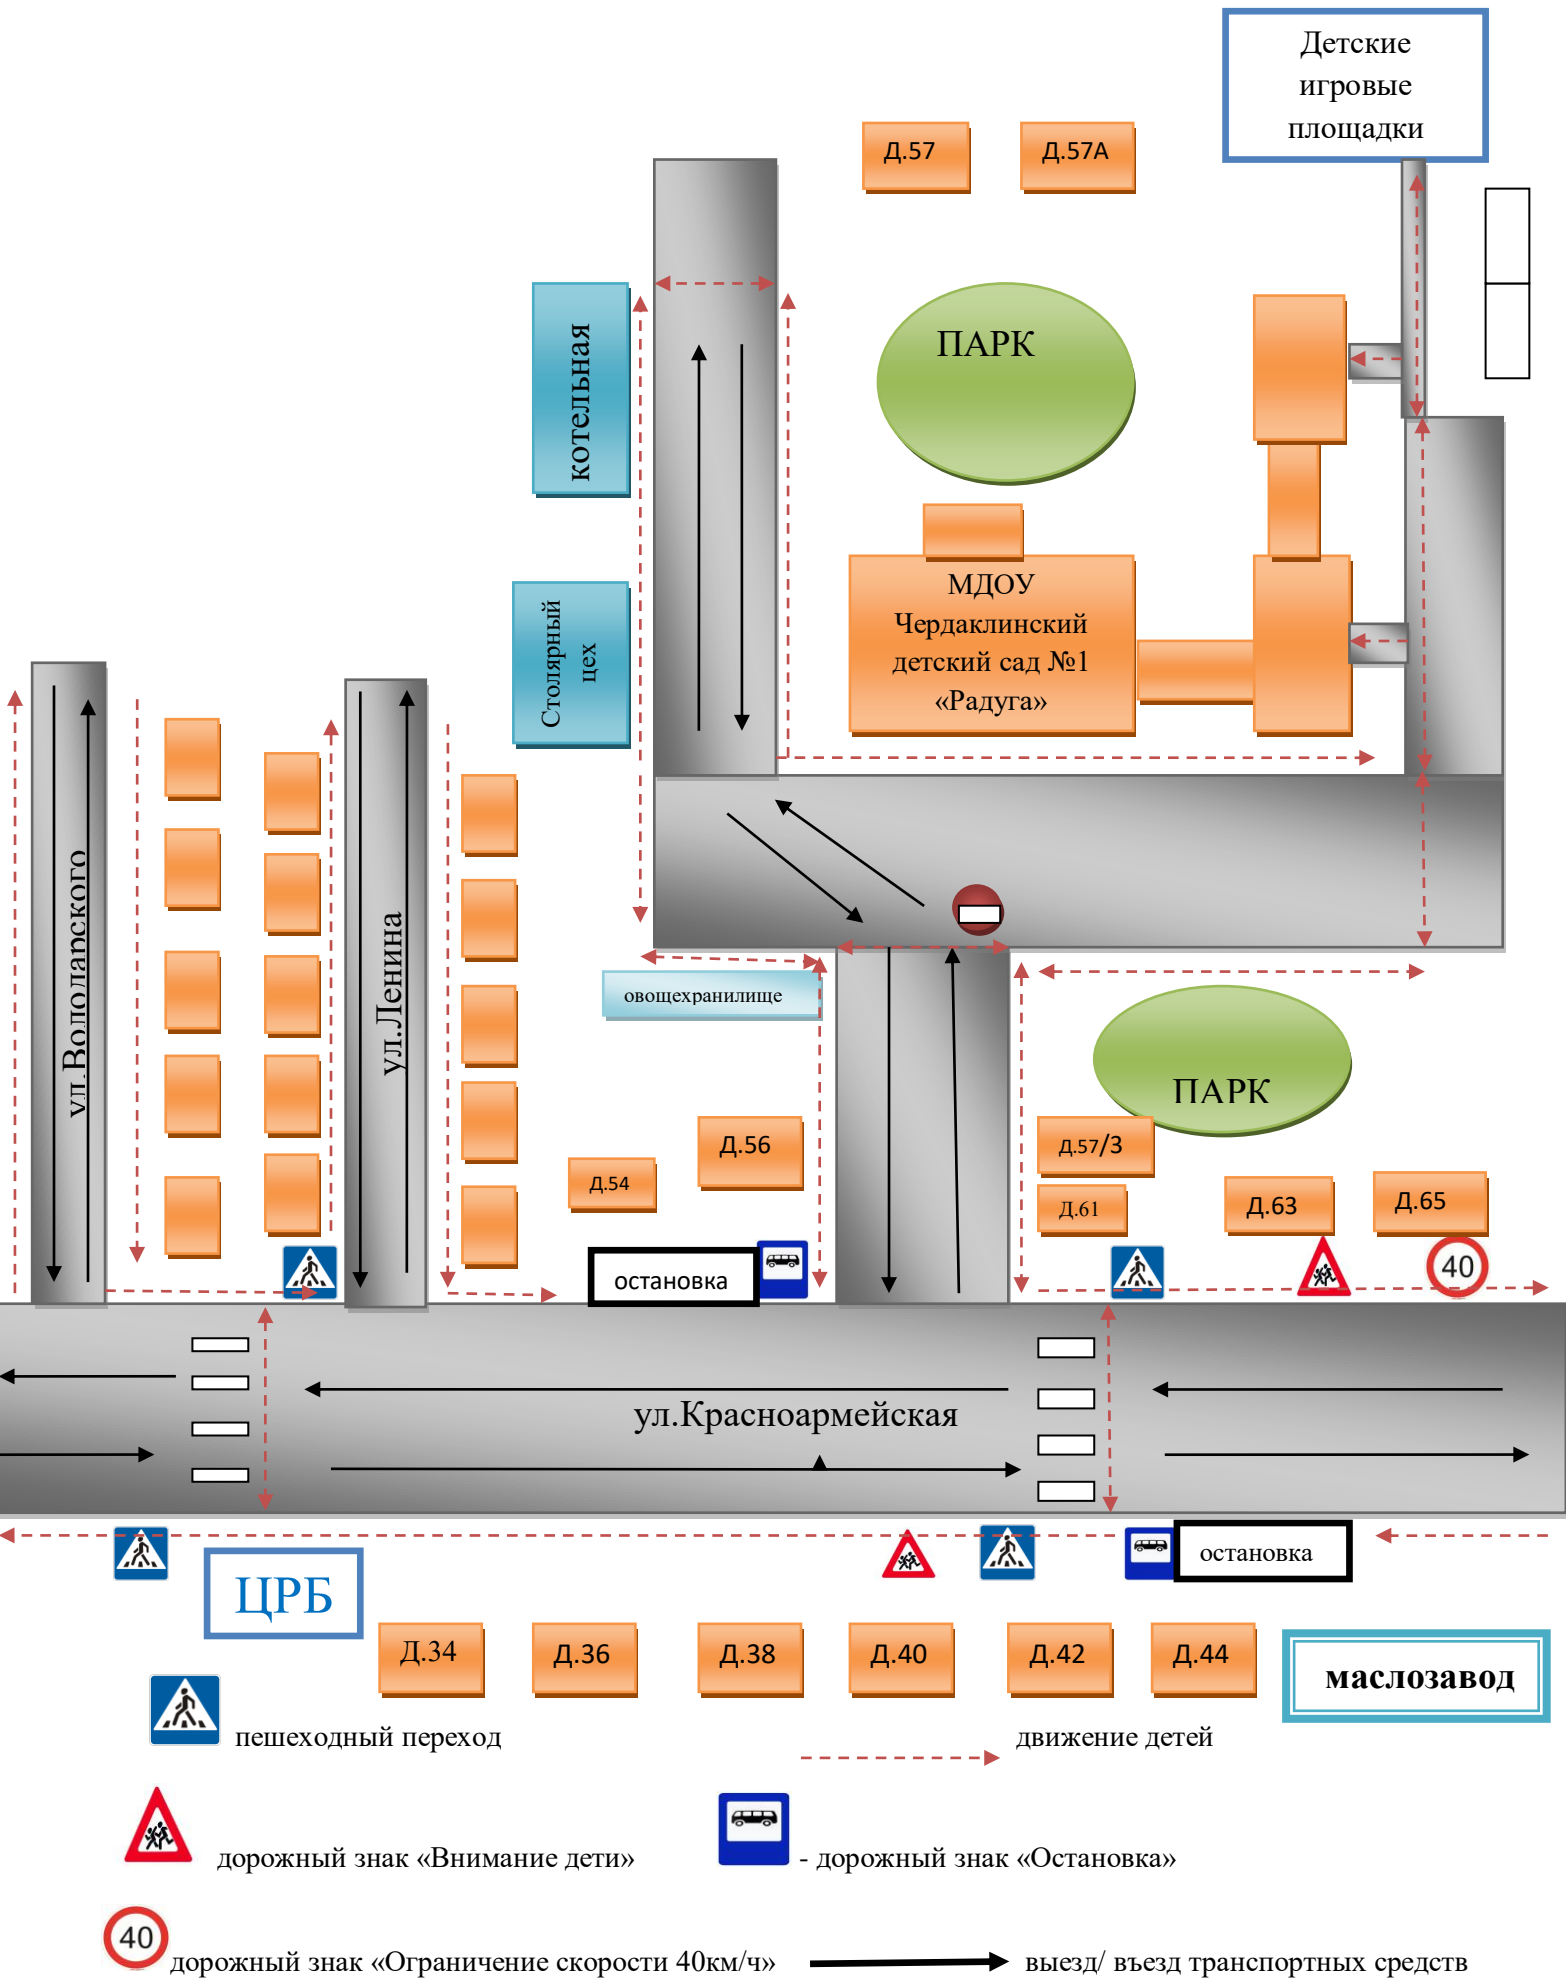 Детские
игровые
площадки
Д.57
Д.57А
котельная
ПАРК
Столярный
цех
МДОУ
Чердаклинский
детский сад №1
«Радуга»
ул.Володарского
ул.Ленина
овощехранилище
ПАРК
Д.56
Д.57/3
Д.54
Д.61
Д.63
Д.65
остановка
40
ул.Красноармейская
остановка
ЦРБ
Д.34
Д.36
Д.38
Д.40
Д.42
Д.44
маслозавод
пешеходный переход
движение детей
дорожный знак «Внимание дети»
- дорожный знак «Остановка»
40
дорожный знак «Ограничение скорости 40км/ч»
выезд/ въезд транспортных средств